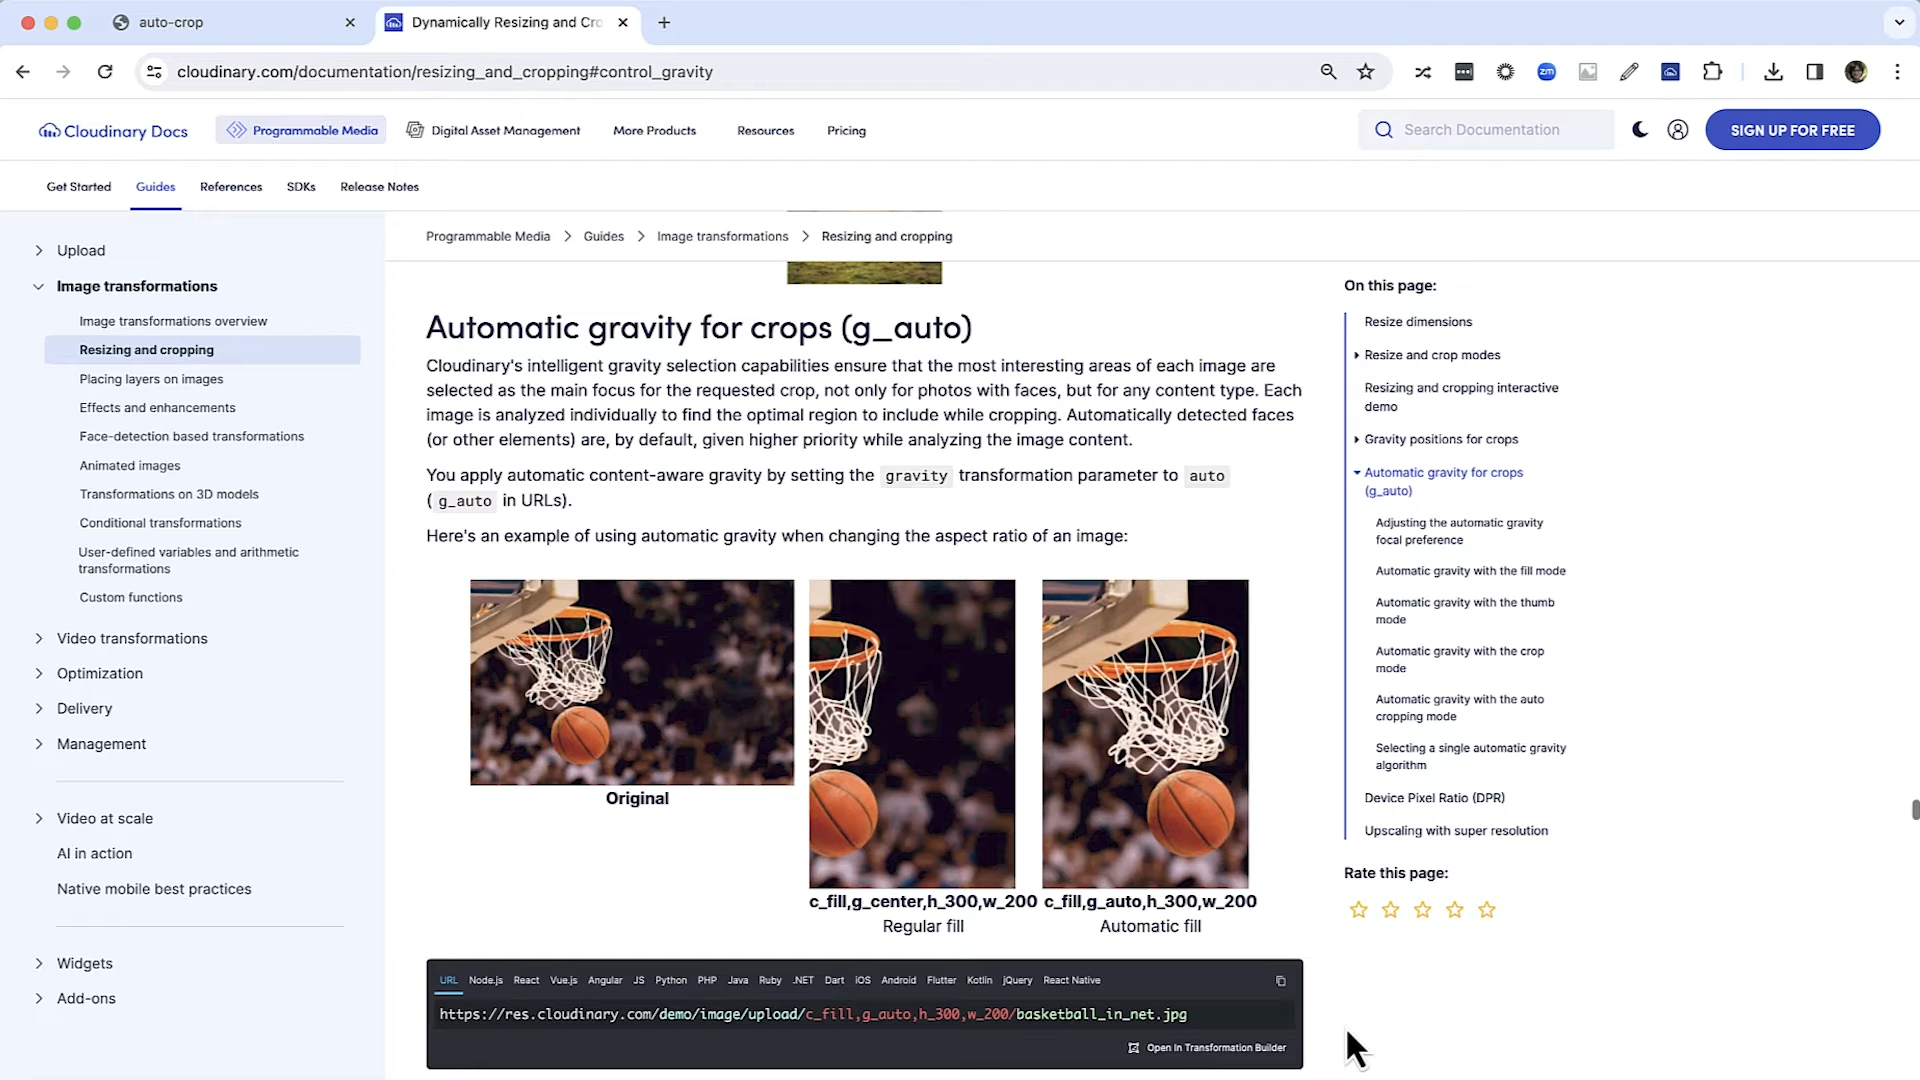 auto-crop
Dynamically Resizing and Cro
cloudinary.com/documentation/resizing_and_cropping#control_gravity
zm
Cloudinary Docs
Programmable Media
Digital Asset Management
More Products
Resources
Pricing
Search Documentation
SIGN UP FOR FREE
Get Started
Guides
References
SDKs
Release Notes
Upload
Image transformations
Image transformations overview
Resizing and cropping
Placing layers on images
Effects and enhancements
Face-detection based transformations
Animated images
Transformations on 3D models
Conditional transformations
User-defined variables and arithmetic
transformations
Custom functions
Video transformations
Optimization
Delivery
Management
Video at scale
AI in action
Native mobile best practices
Widgets
Add-ons
Programmable Media > Guides > Image transformations > Resizing and cropping
Automatic gravity for crops (g_auto)
Cloudinary's intelligent gravity selection capabilities ensure that the most interesting areas of each image are
selected as the main focus for the requested crop, not only for photos with faces, but for any content type. Each
image is analyzed individually to find the optimal region to include while cropping. Automatically detected faces
(or other elements) are, by default, given higher priority while analyzing the image content.
You apply automatic content-aware gravity by setting the gravity transformation parameter to auto
( g_auto in URLs).
Here's an example of using automatic gravity when changing the aspect ratio of an image:
Original
c_fill,g_center,h_300,w_200
Regular fill
c_fill,g_auto,h_300,w_200
Automatic fill
URL Node.js React Vue.js Angular JS Python PHP Java Ruby .NET Dart iOS Android Flutter Kotlin jQuery React Native
https://res.cloudinary.com/demo/image/upload/c_fill,g_auto,h_300,w_200/basketball_in_net.jpg
Open In Transformation Builder
On this page:
Resize dimensions
Resize and crop modes
Resizing and cropping interactive
demo
Gravity positions for crops
Automatic gravity for crops
(g_auto)
Adjusting the automatic gravity
focal preference
Automatic gravity with the fill mode
Automatic gravity with the thumb
mode
Automatic gravity with the crop
mode
Automatic gravity with the auto
cropping mode
Selecting a single automatic gravity
algorithm
Device Pixel Ratio (DPR)
Upscaling with super resolution
Rate this page: